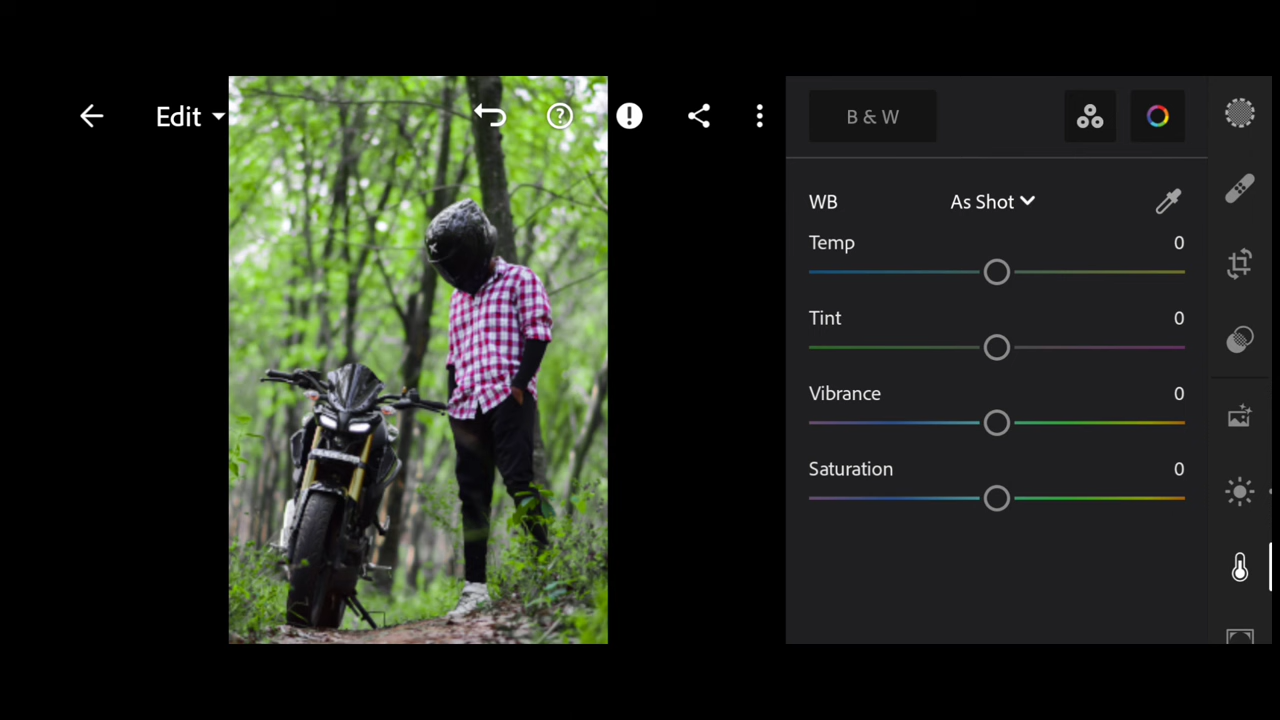 Edit
B & W
WB As Shot
Temp 0
Tint 0
Vibrance 0
Saturation 0